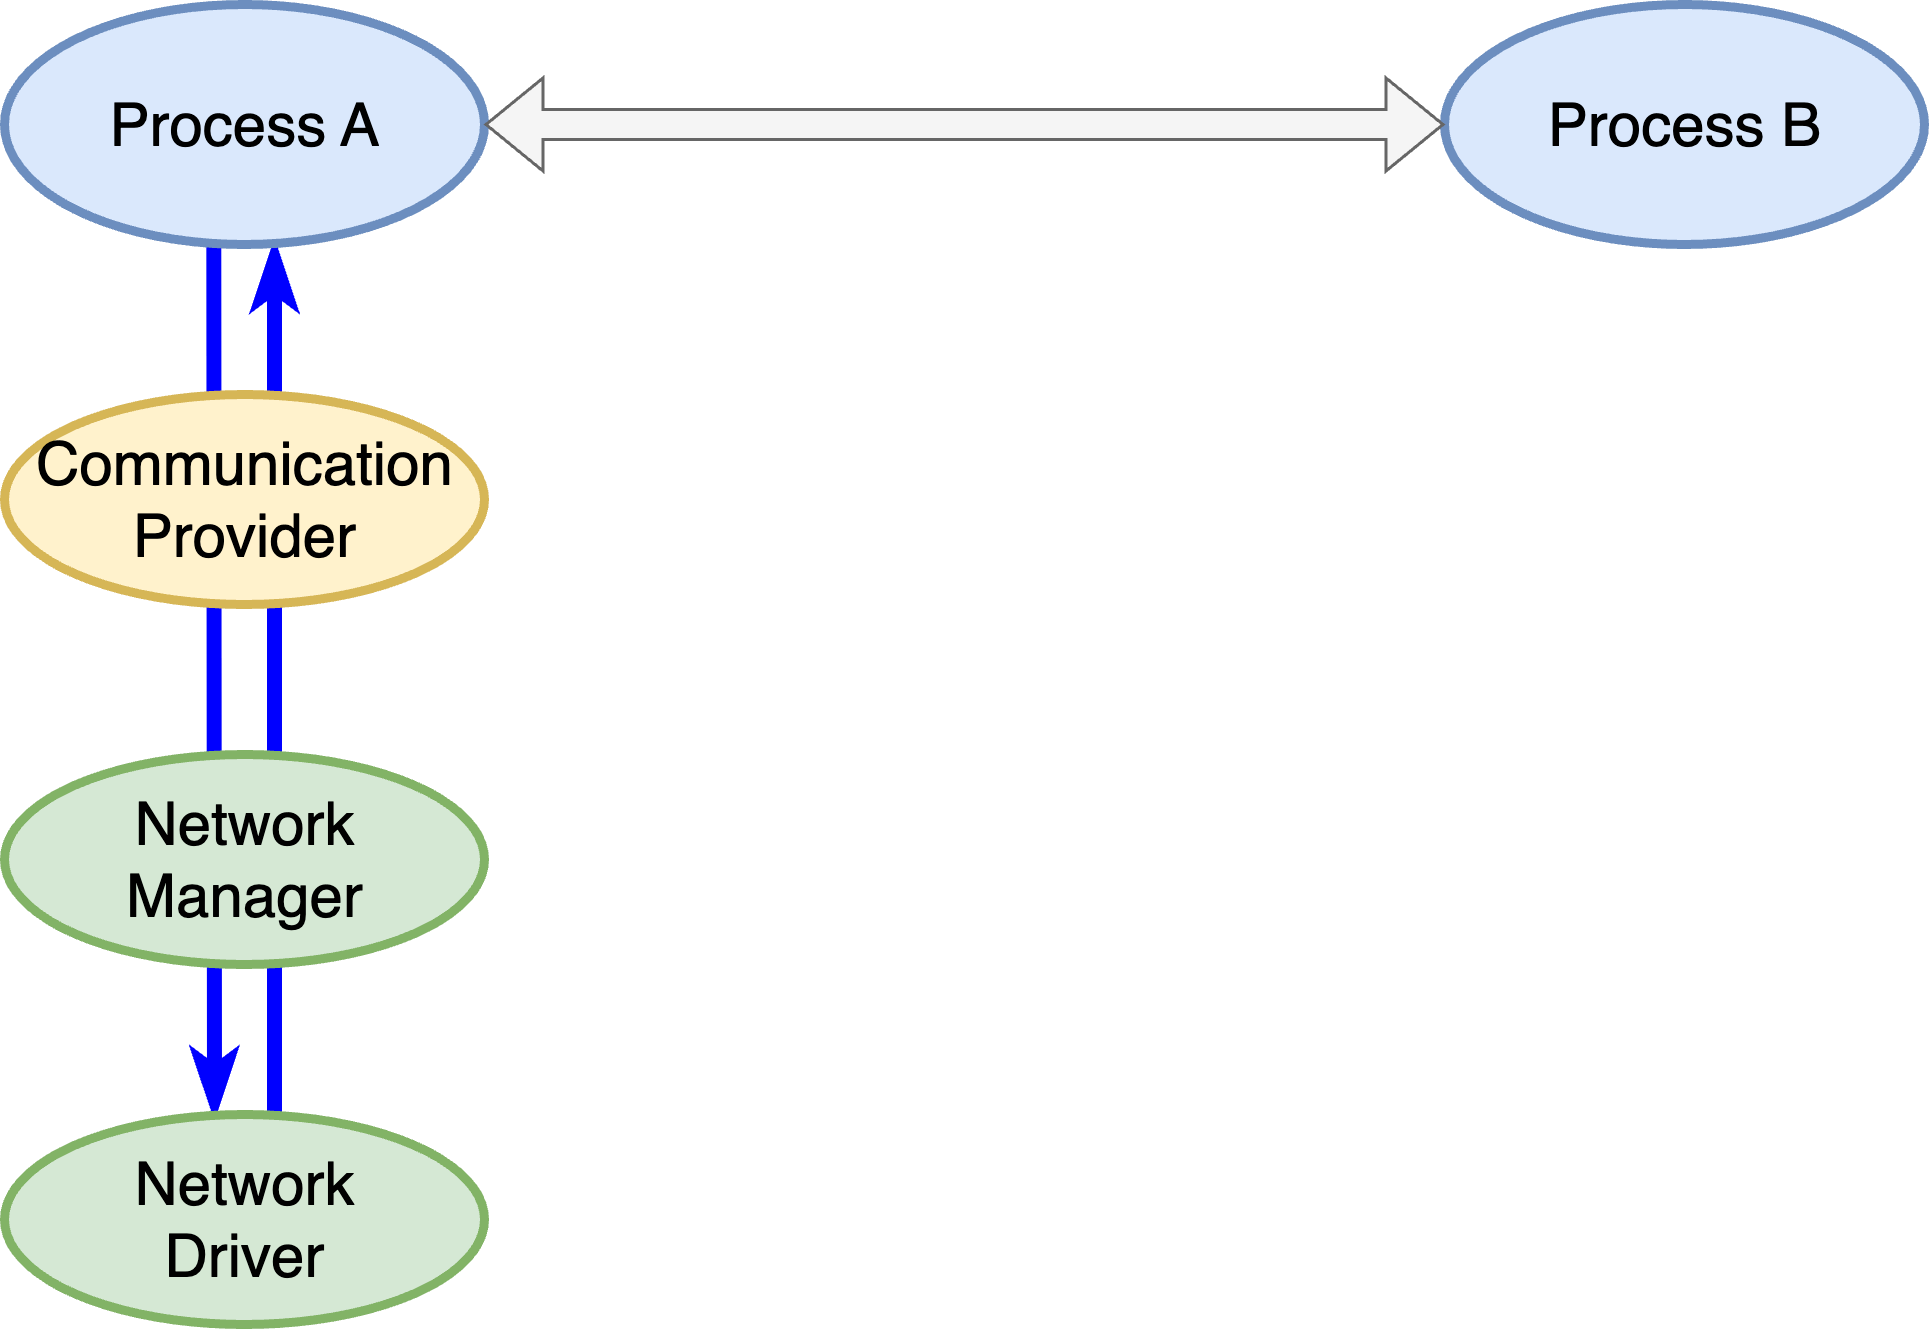 Process A
Process B
Communication
Provider
Network
Manager
Network
Driver